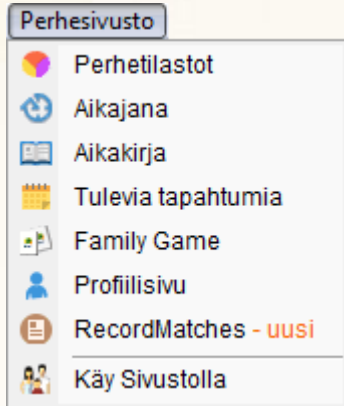 Perhesivusto
Perhetilastot
Aikajana
Aikakirja
Tulevia tapahtumia
Family Game
Profiilisivu
RecordMatches - uusi
Käy Sivustolla